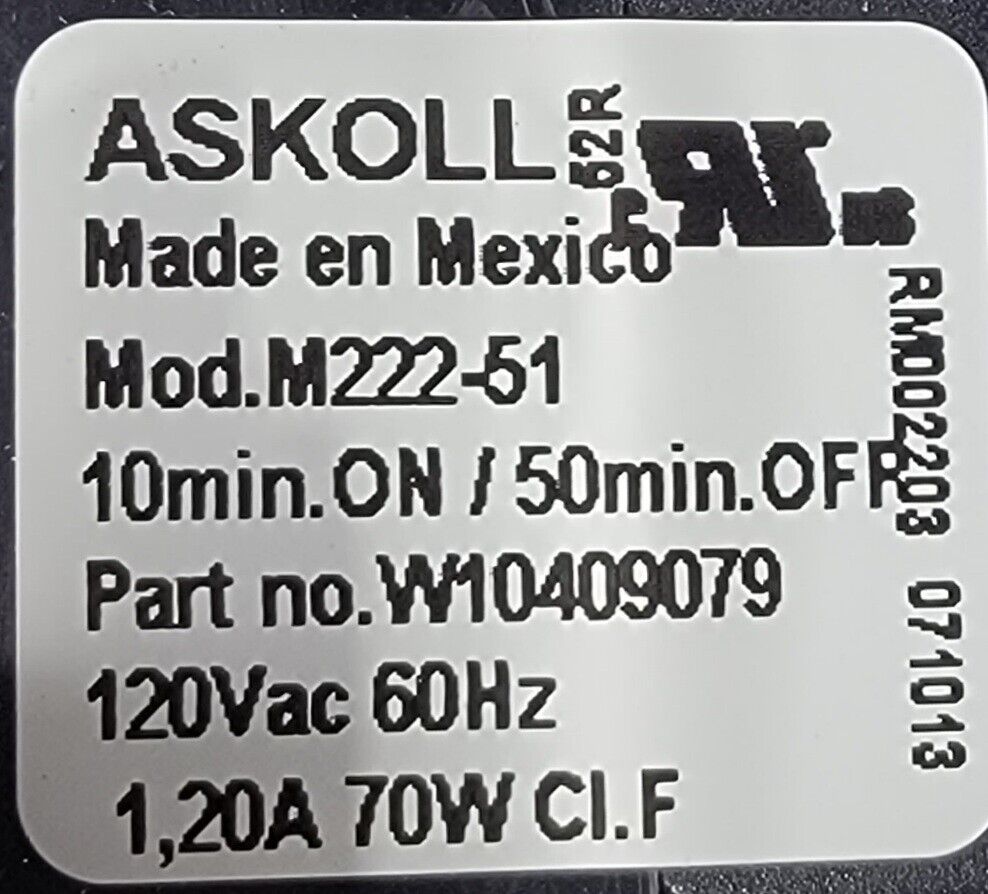 ASKOLL
Made en Mexico
Mod.M222-51
10min.ON / 50min.OFF
Part no.W10409079
120Vac 60Hz
1,20A 70W Cl.F
RM002203 071013